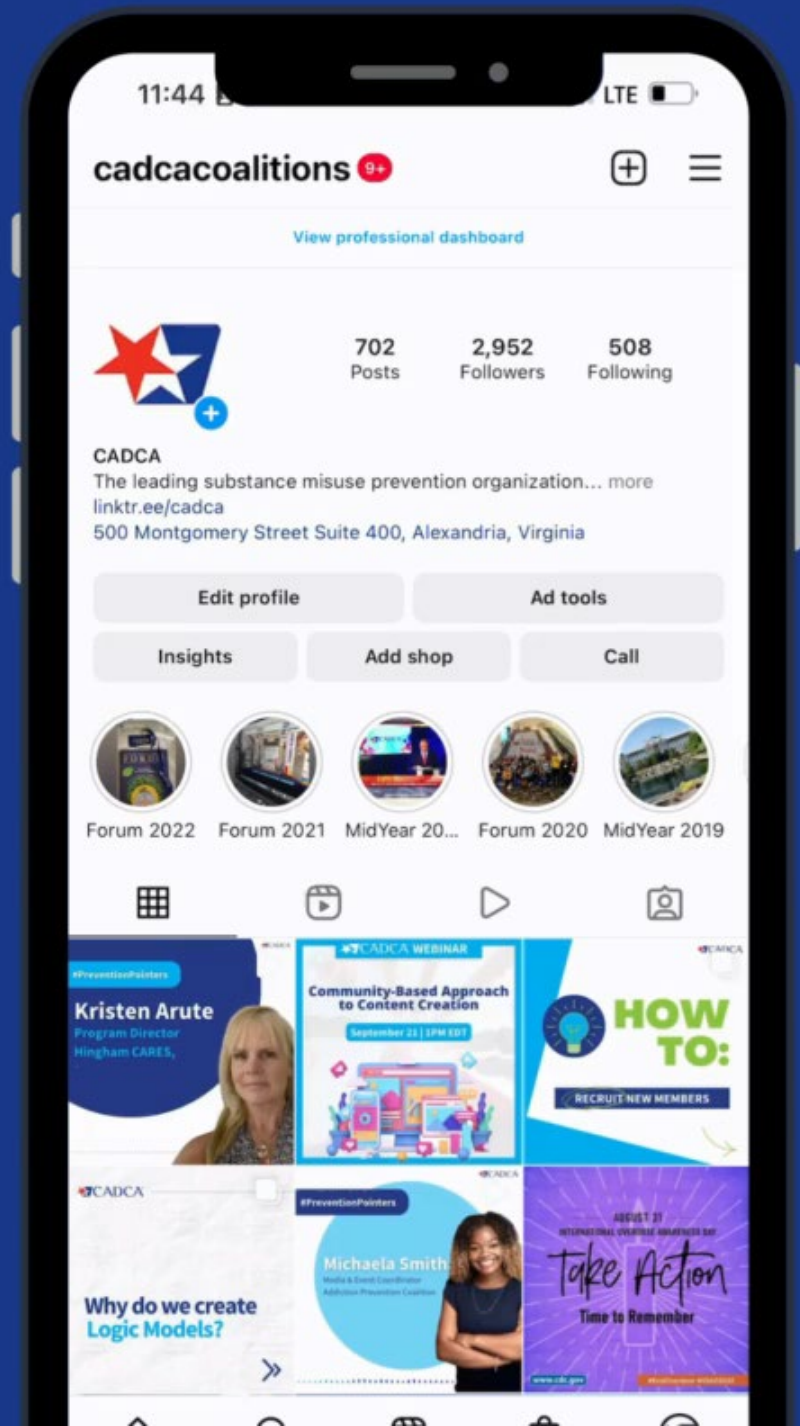 11:44
LTE
cadcacoalitions 9+
View professional dashboard
702 2,952 508
Posts Followers Following
CADCA
The leading substance misuse prevention organization... more
linktr.ee/cadca
500 Montgomery Street Suite 400, Alexandria, Virginia
Edit profile Ad tools
Insights Add shop Call
Forum 2022 Forum 2021 MidYear 20... Forum 2020 MidYear 2019
CADCA
#PreventionPointers
Kristen Arute
Program Director
Hingham CARES,
CADCA WEBINAR
Community-Based Approach
to Content Creation
September 21 | 1PM EDT
CADCA
HOW
TO:
RECRUIT NEW MEMBERS
CADCA
Why do we create
Logic Models?
CADCA
#PreventionPointers
Michaela Smith
Media & Event Coordinator
Addiction Prevention Coalition
AUGUST 31
INTERNATIONAL OVERDOSE AWARENESS DAY
Take Action
Time to Remember
www.cdc.gov